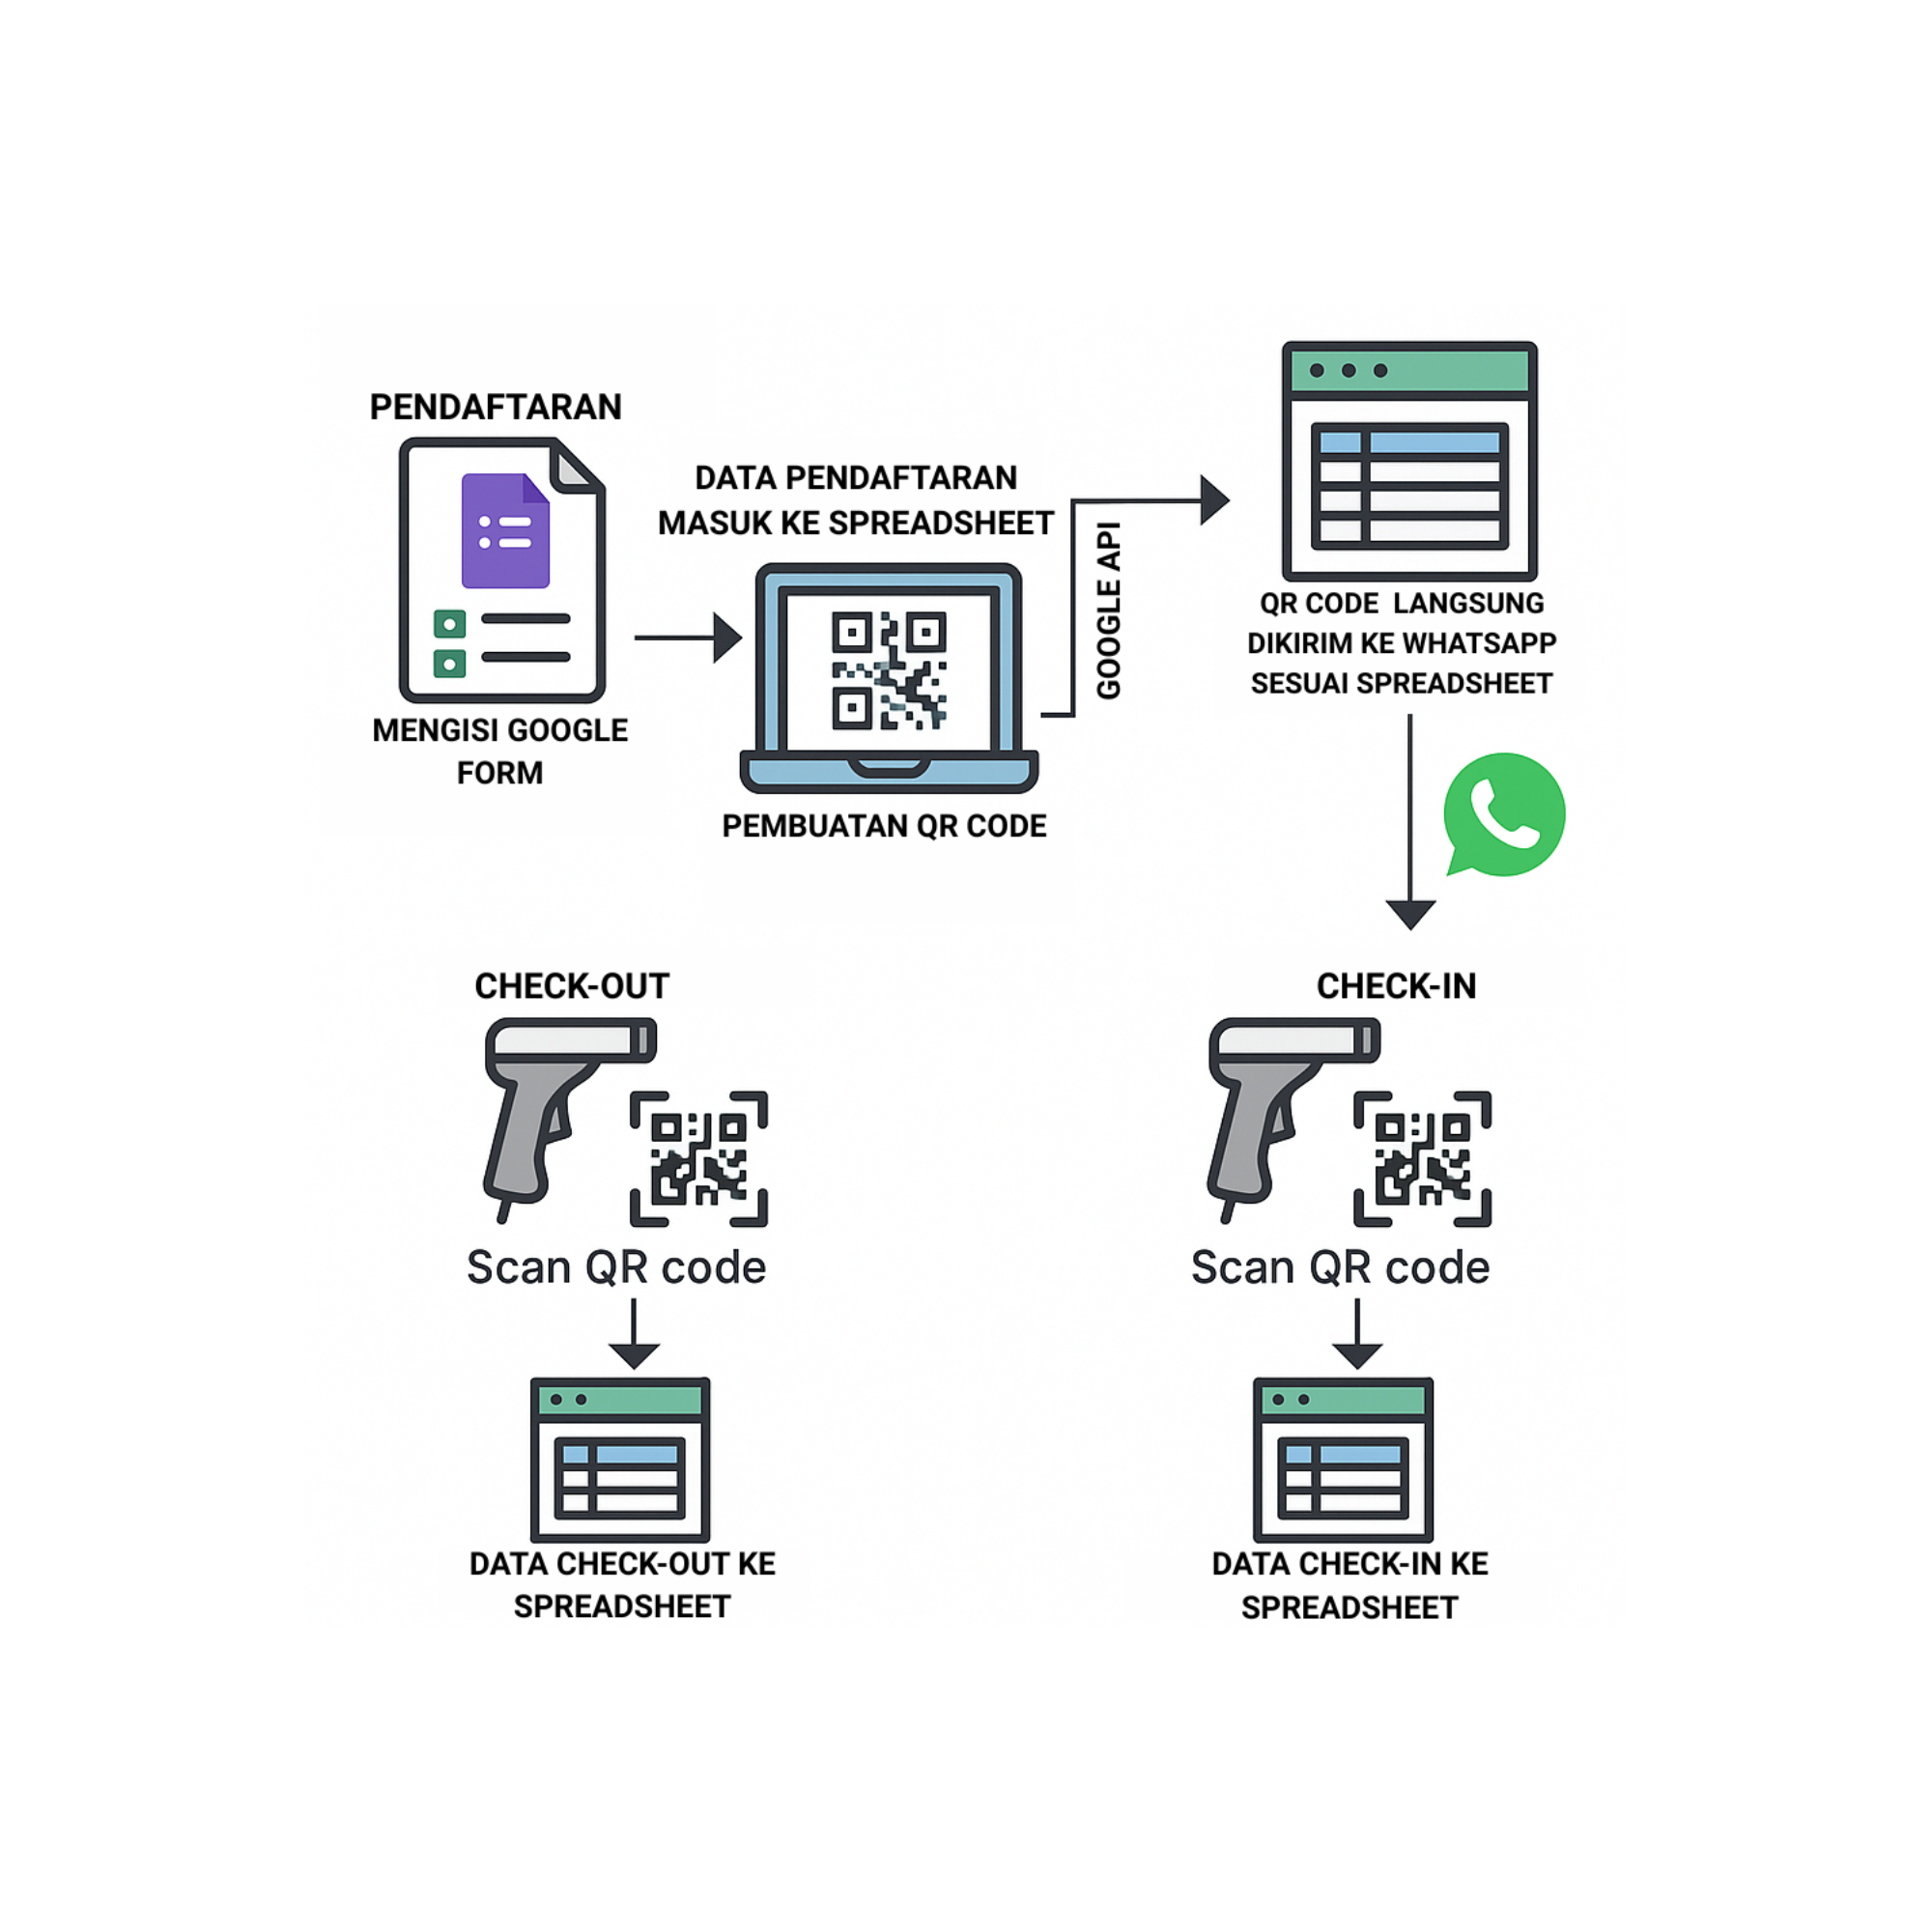 PENDAFTARAN
MENGISI GOOGLE
FORM
DATA PENDAFTARAN
MASUK KE SPREADSHEET
PEMBUATAN QR CODE
GOOGLE API
QR CODE LANGSUNG
DIKIRIM KE WHATSAPP
SESUAI SPREADSHEET
CHECK-OUT
Scan QR code
DATA CHECK-OUT KE
SPREADSHEET
CHECK-IN
Scan QR code
DATA CHECK-IN KE
SPREADSHEET